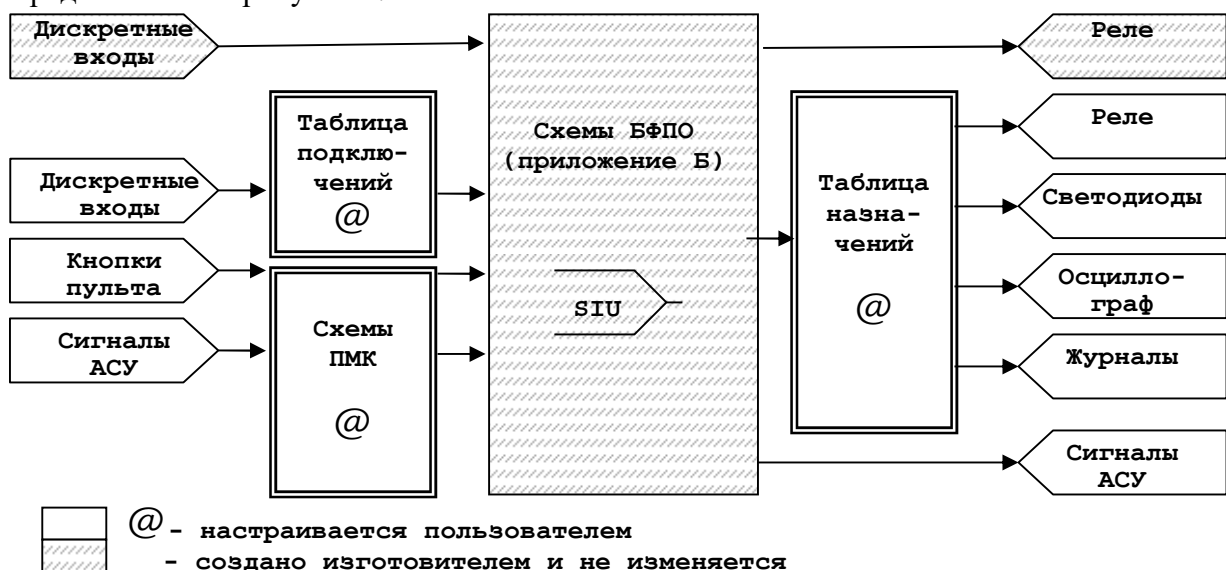 Дискретные
входы
Реле
Таблица
подклю-
чений
@
Схемы БФПО
(приложение Б)
Реле
Дискретные
входы
Таблица
назна-
чений
@
Светодиоды
Кнопки
пульта
SIU
Осцилло-
граф
Сигналы
АСУ
Схемы
ПМК
@
Журналы
Сигналы
АСУ
@ - настраивается пользователем
- создано изготовителем и не изменяется